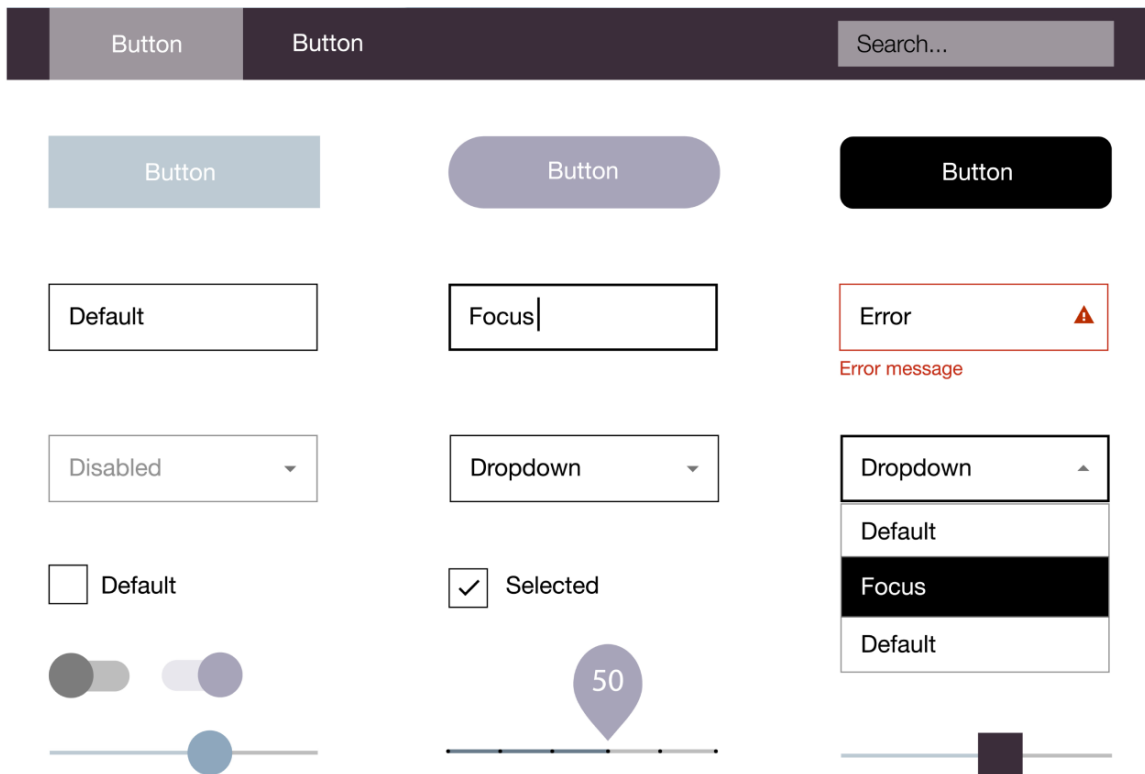 Button
Button
Search...
Button
Button
Button
Default
Focus
Error
Error message
Disabled
Dropdown
Dropdown
Default
Focus
Default
Default
Selected
50